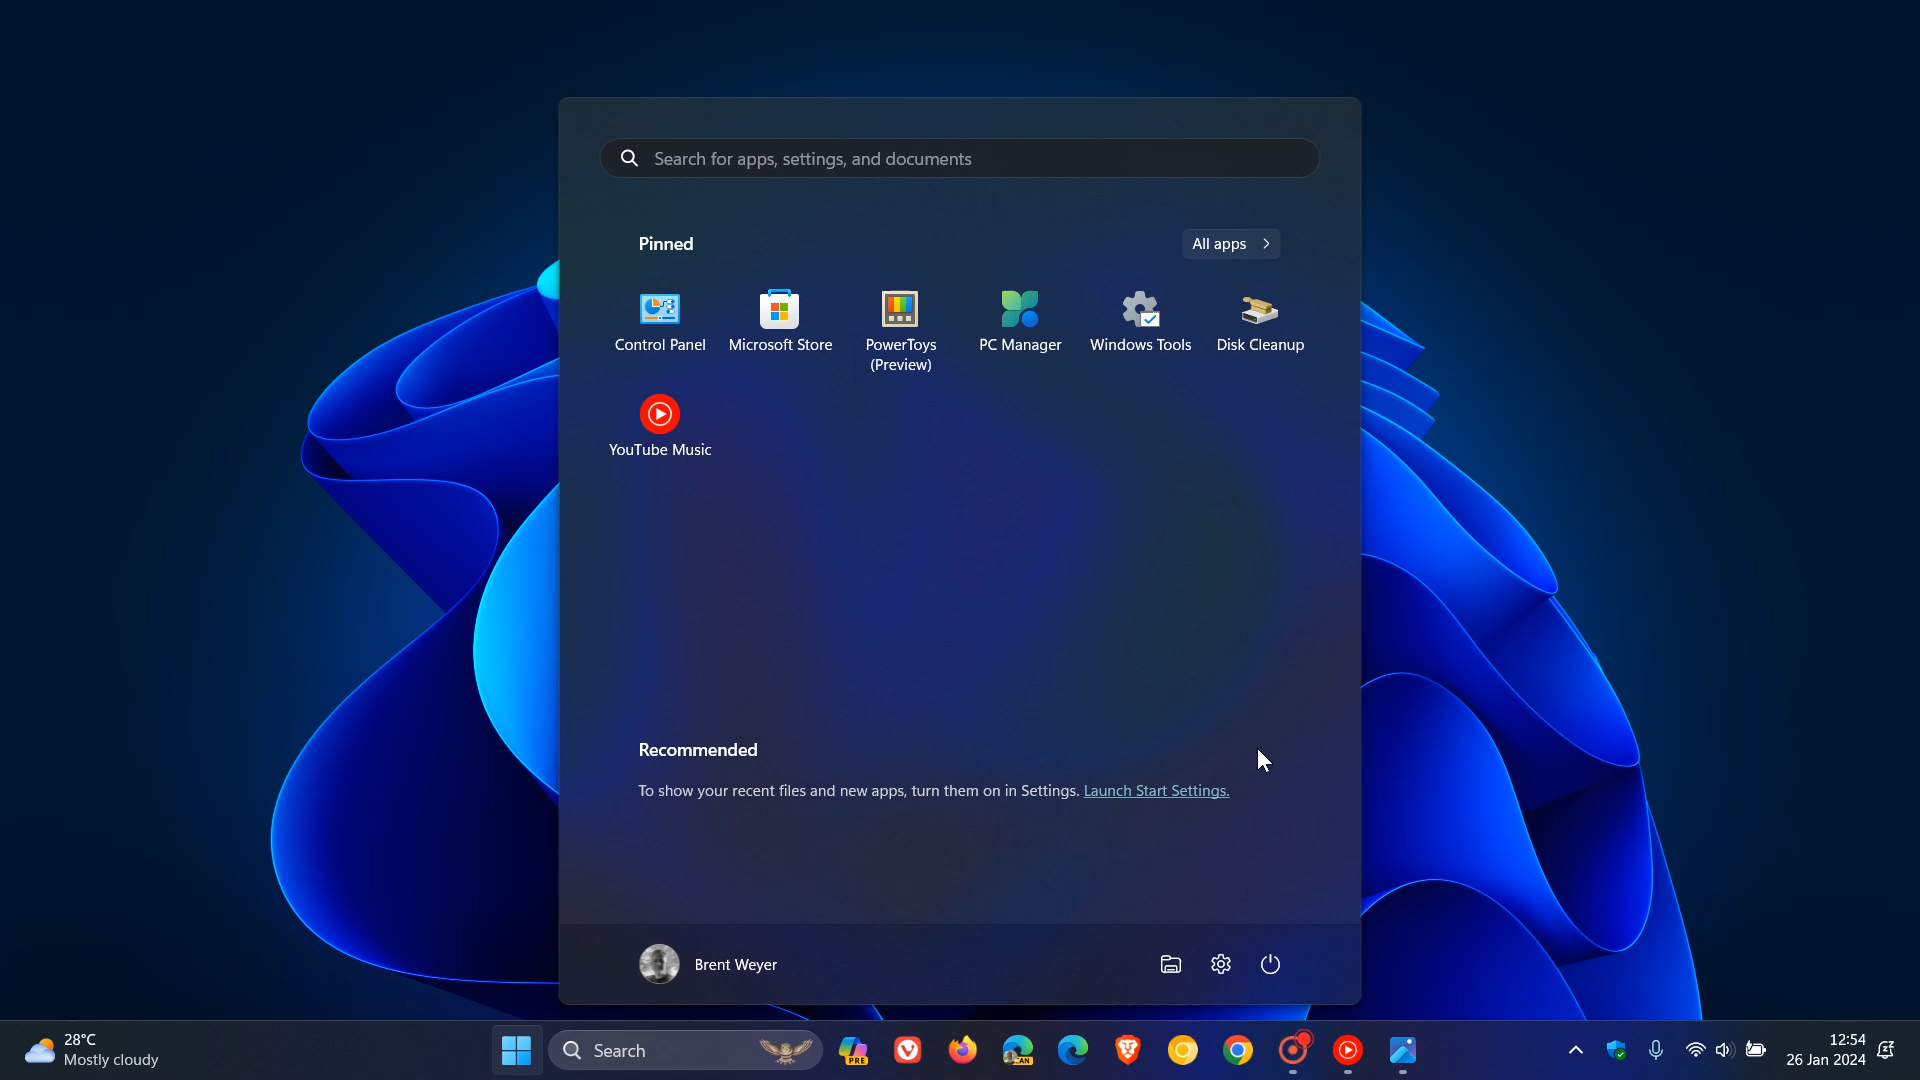 Search for apps, settings, and documents
Pinned
All apps
Control Panel
Microsoft Store
PowerToys
(Preview)
PC Manager
Windows Tools
Disk Cleanup
YouTube Music
Recommended
To show your recent files and new apps, turn them on in Settings. Launch Start Settings.
Brent Weyer
28°C
Mostly cloudy
Search
PRE
CAN
12:54
26 Jan 2024